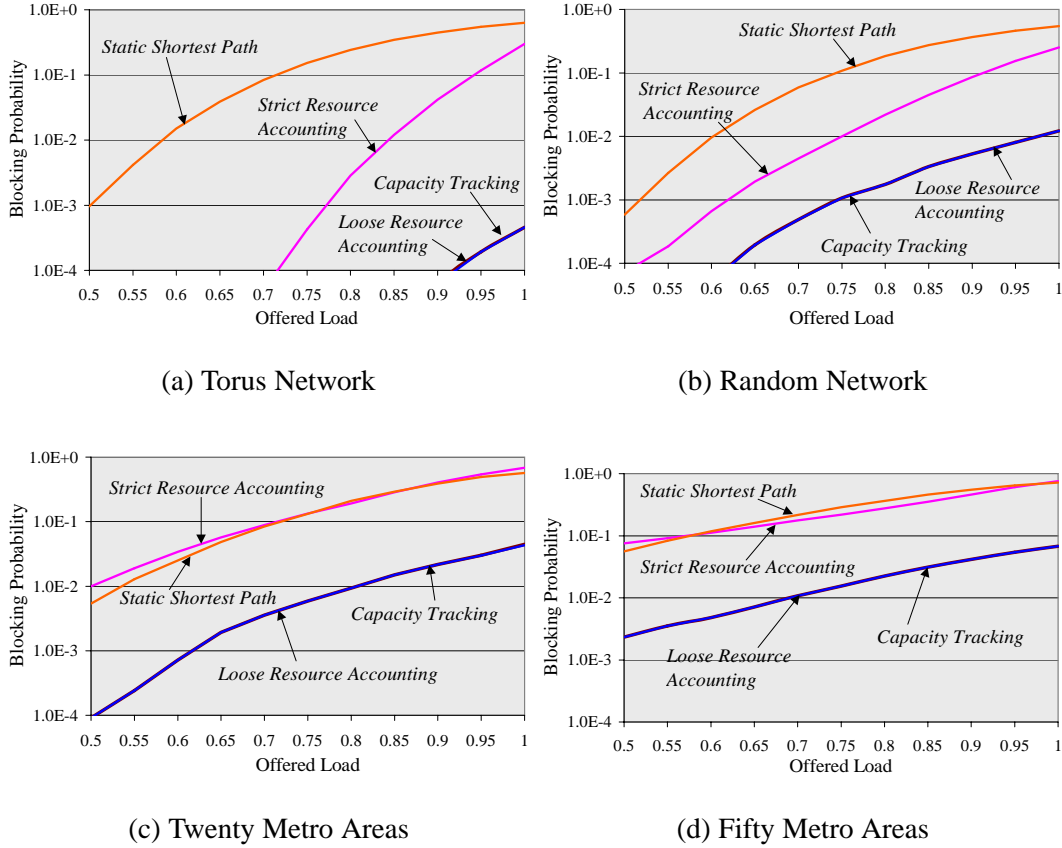 1.0E+0
1.0E-1
1.0E-2
1.0E-3
1.0E-4
Blocking Probability
Static Shortest Path
Strict Resource
Accounting
Capacity Tracking
Loose Resource
Accounting
0.5 0.55 0.6 0.65 0.7 0.75 0.8 0.85 0.9 0.95 1
Offered Load
(a) Torus Network
1.0E+0
1.0E-1
1.0E-2
1.0E-3
1.0E-4
Blocking Probability
Static Shortest Path
Strict Resource
Accounting
Loose Resource
Accounting
Capacity Tracking
0.5 0.55 0.6 0.65 0.7 0.75 0.8 0.85 0.9 0.95 1
Offered Load
(b) Random Network
1.0E+0
1.0E-1
1.0E-2
1.0E-3
1.0E-4
Blocking Probability
Strict Resource Accounting
Static Shortest Path
Capacity Tracking
Loose Resource Accounting
0.5 0.55 0.6 0.65 0.7 0.75 0.8 0.85 0.9 0.95 1
Offered Load
(c) Twenty Metro Areas
1.0E+0
1.0E-1
1.0E-2
1.0E-3
1.0E-4
Blocking Probability
Static Shortest Path
Strict Resource Accounting
Capacity Tracking
Loose Resource
Accounting
0.5 0.55 0.6 0.65 0.7 0.75 0.8 0.85 0.9 0.95 1
Offered Load
(d) Fifty Metro Areas